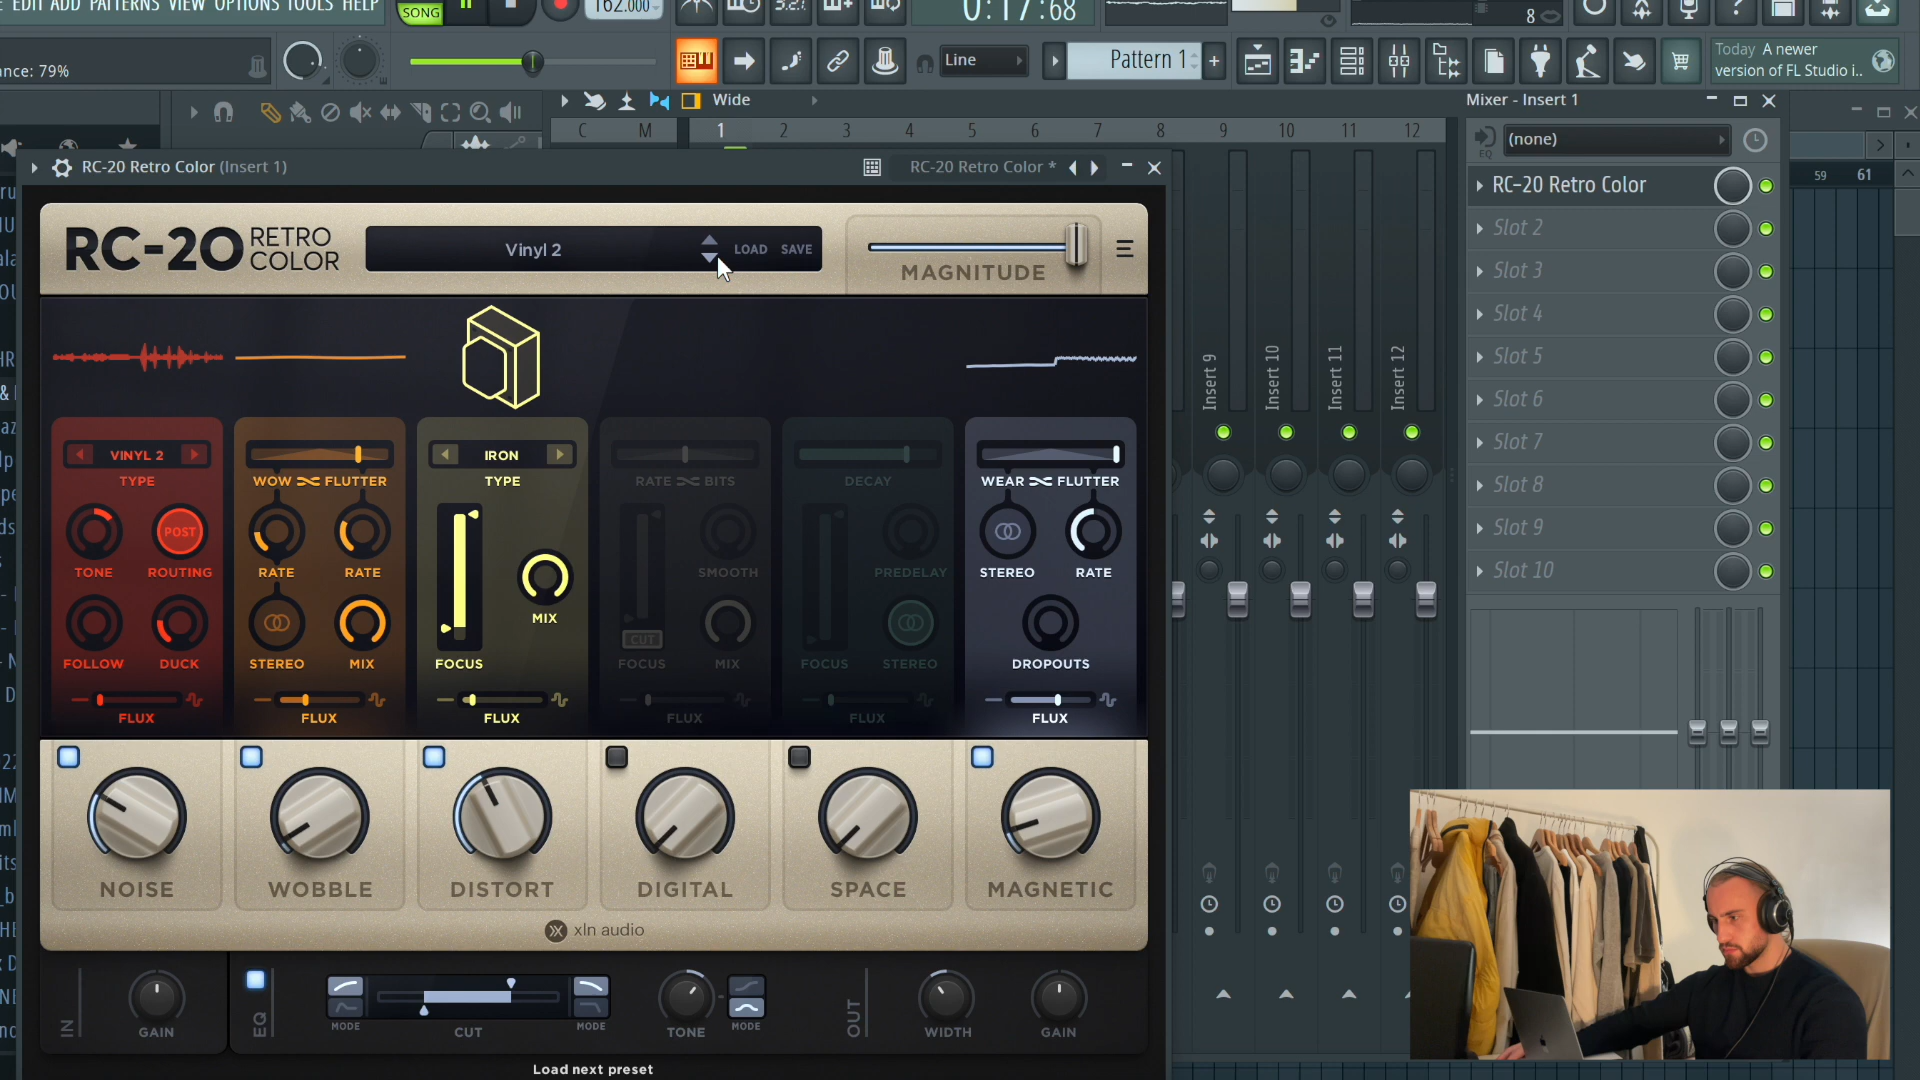 EDIT ADD PATTERNS VIEW OPTIONS TOOLS HELP
SONG
162.000
3.21
0:17:68
8
nce: 79%
Line
Pattern 1
+
Today A newer
version of FL Studio i..
Wide
Mixer - Insert 1
C M 1 2 3 4 5 6 7 8 9 10 11 12
(none)
EQ
59 61
RC-20 Retro Color (Insert 1)
RC-20 Retro Color *
RC-20 RETRO COLOR
Vinyl 2
LOAD SAVE
MAGNITUDE
RC-20 Retro Color
Slot 2
Slot 3
Slot 4
Slot 5
Slot 6
Slot 7
Slot 8
Slot 9
Slot 10
Insert 9
Insert 10
Insert 11
Insert 12
VINYL 2
TYPE
TONE
POST
ROUTING
FOLLOW
DUCK
FLUX
WOW FLUTTER
RATE
RATE
STEREO
MIX
FLUX
IRON
TYPE
MIX
FOCUS
FLUX
RATE BITS
SMOOTH
CUT
FOCUS
MIX
FLUX
DECAY
PREDELAY
FOCUS
STEREO
FLUX
WEAR FLUTTER
STEREO
RATE
DROPOUTS
FLUX
NOISE
WOBBLE
DISTORT
DIGITAL
SPACE
MAGNETIC
xln audio
IN
GAIN
EQ
MODE
CUT
MODE
TONE
MODE
OUT
WIDTH
GAIN
Load next preset